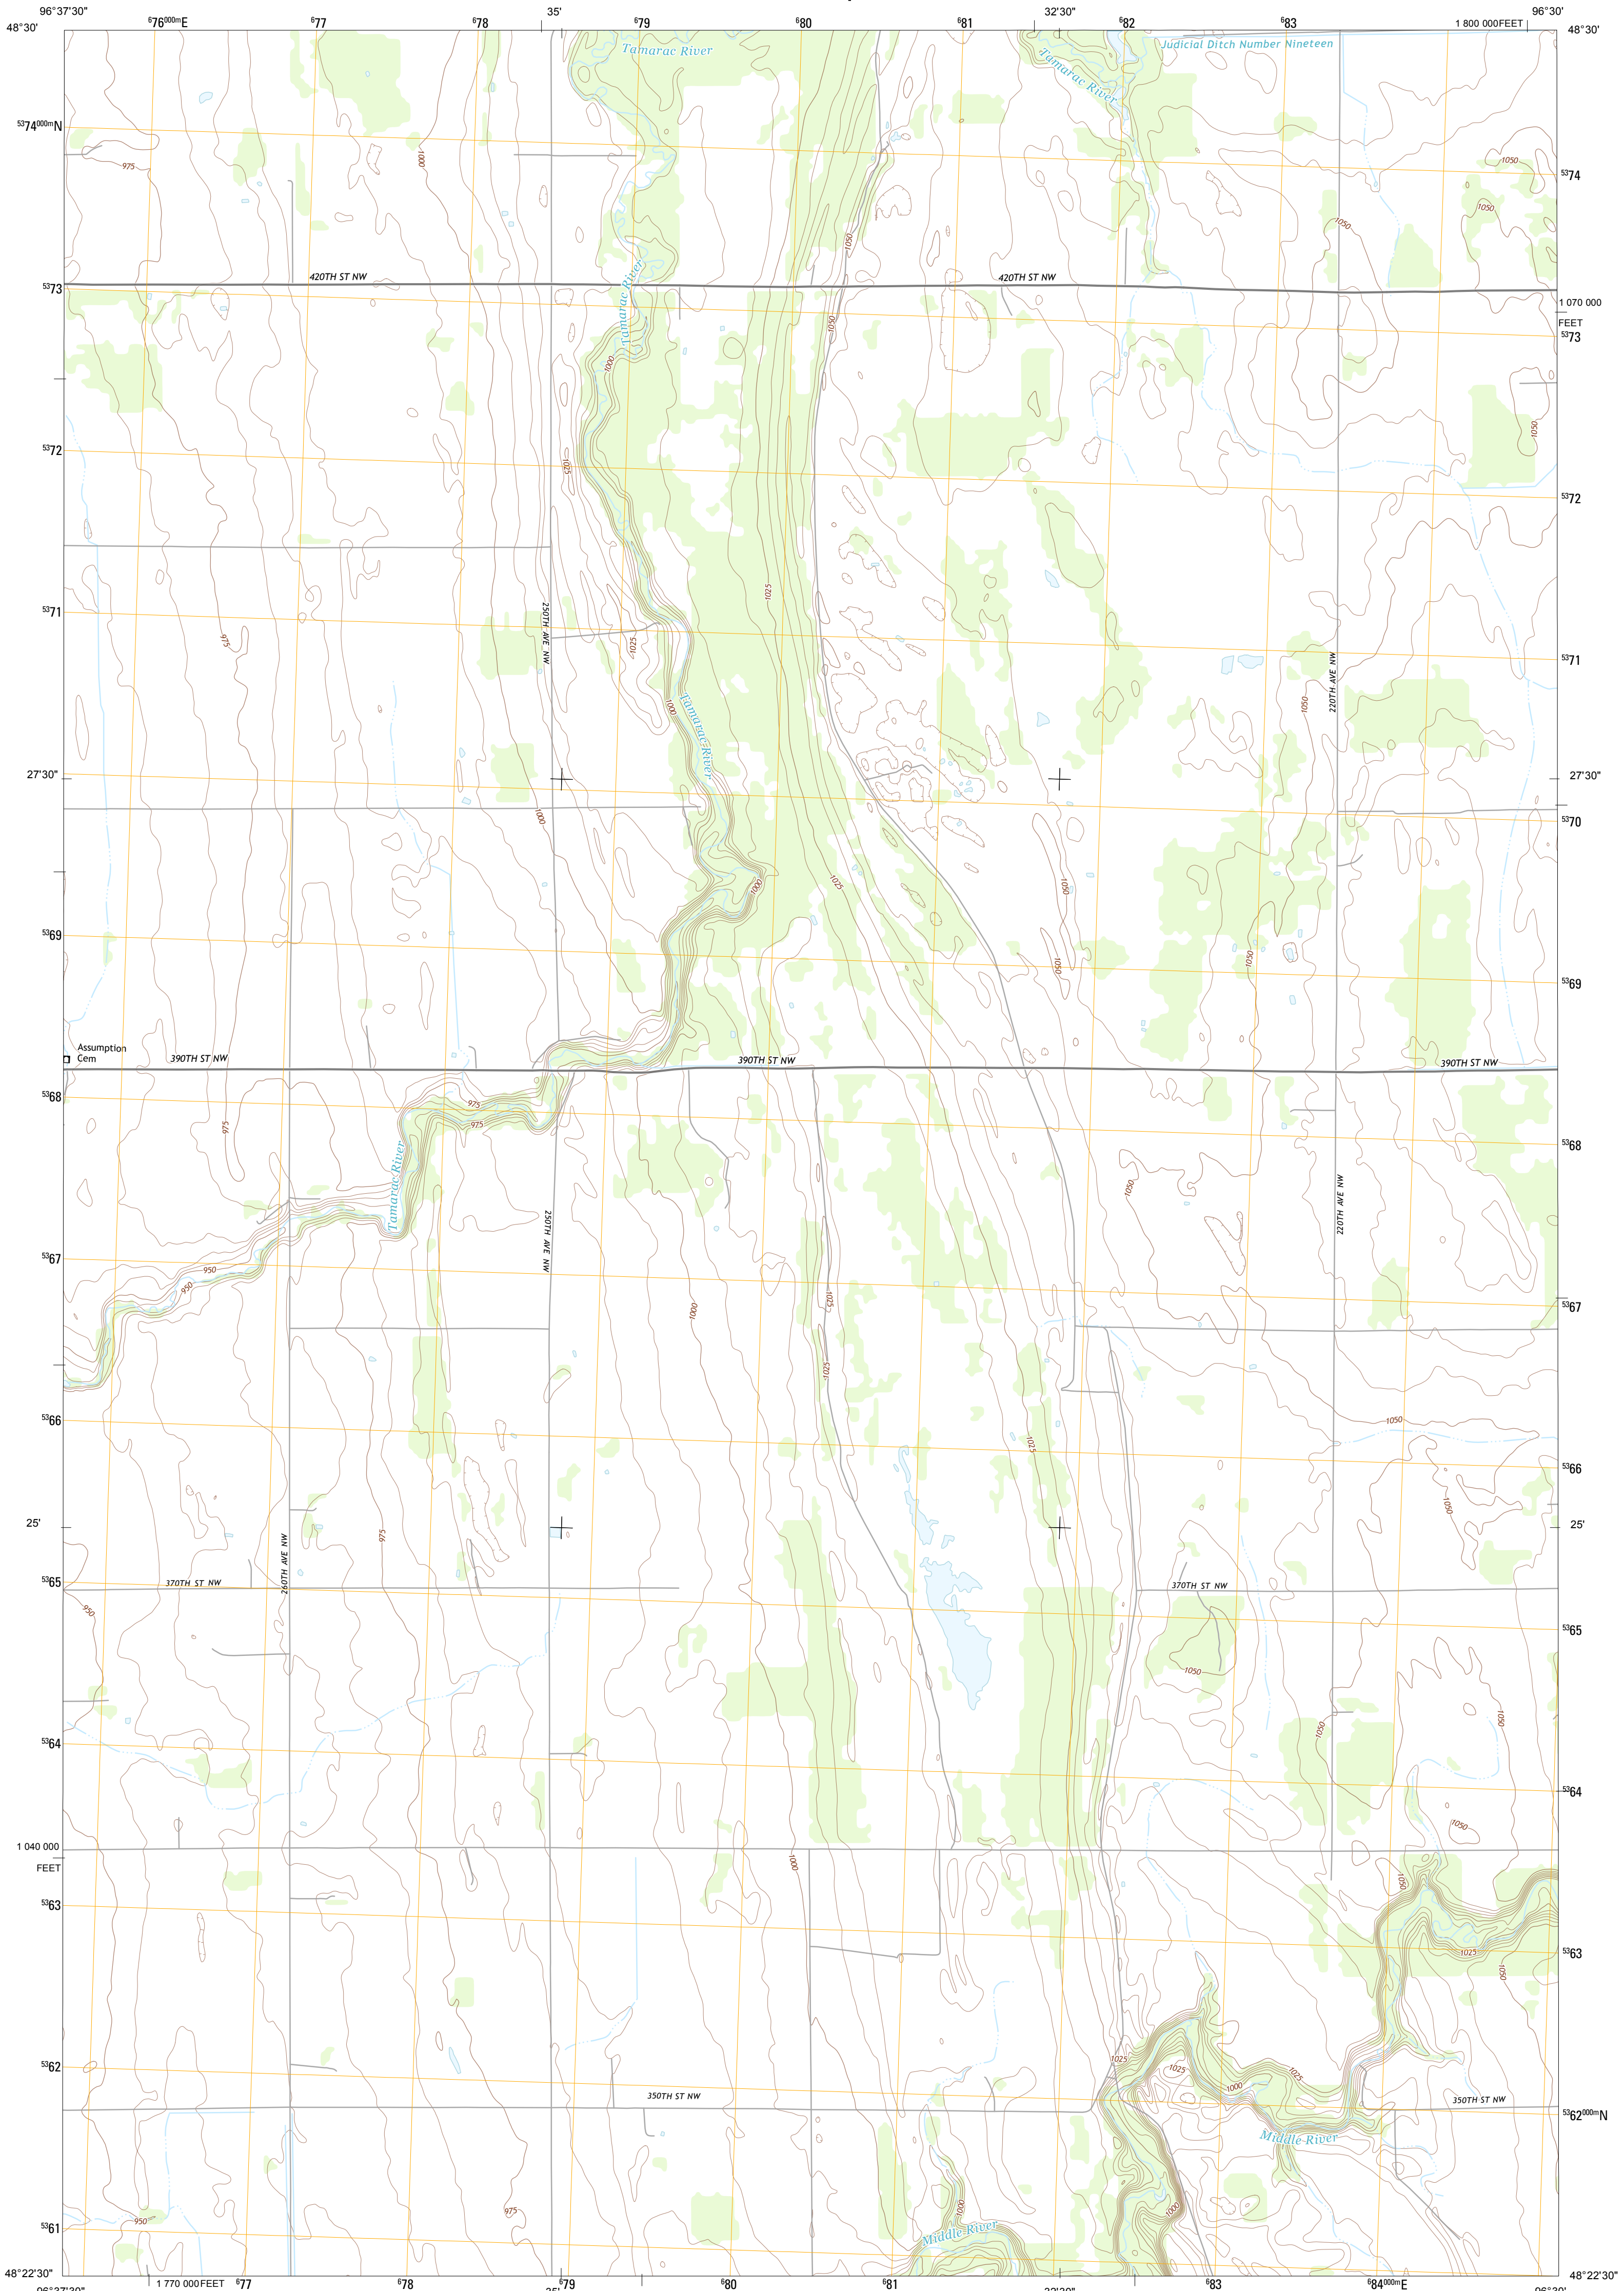 96°37'30"
⁶76⁰⁰⁰ᵐE
⁶77
⁶78
35'
⁶79
⁶80
⁶81
32'30"
⁶82
⁶83
1 800 000 FEET
96°30'
48°30'
48°30'
Tamarac River
Tamarac River
Judicial Ditch Number Nineteen
⁵³74⁰⁰⁰ᵐN
975
1000
1050
⁵³74
1050
1050
1050
420TH ST NW
420TH ST NW
Tamarac River
⁵³73
1 070 000
FEET
1050
⁵³73
1000
1050
⁵³72
1025
⁵³72
1025
⁵³71
250TH AVE NW
975
1025
⁵³71
220TH AVE NW
1000
Tamarac River
1050
27'30"
27'30"
1000
⁵³70
1000
1025
1050
⁵³69
1050
1050
⁵³69
Assumption
Cem
390TH ST NW
390TH ST NW
390TH ST NW
⁵³68
975
975
975
⁵³68
Tamarac River
1050
220TH AVE NW
250TH AVE NW
⁵³67
950
950
1000
1025
⁵³67
1025
⁵³66
1050
1025
⁵³66
1050
25'
25'
975
260TH AVE NW
⁵³65
370TH ST NW
370TH ST NW
950
⁵³65
1050
1050
1050
⁵³64
⁵³64
1050
1 040 000
FEET
1000
1050
⁵³63
1025
⁵³63
1050
⁵³62
1025
1025
1025
1000
350TH ST NW
350TH ST NW
⁵³62⁰⁰⁰ᵐN
Middle River
975
1000
1000
⁵³61
950
Middle River
48°22'30"
48°22'30"
1 770 000 FEET
⁶77
⁶78
⁶79
⁶80
⁶81
⁶83
⁶84⁰⁰⁰ᵐE
96°37'30"